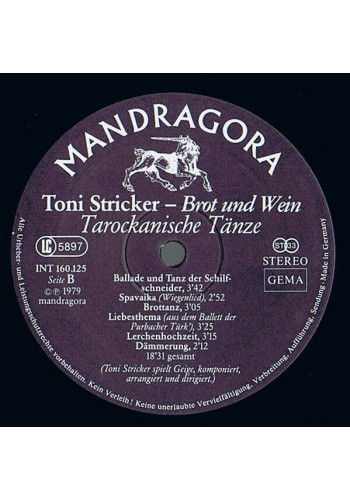 MANDRAGORA
Toni Stricker – Brot und Wein
Tarockanische Tänze
LC 5897
INT 160.125
Seite B
℗ © 1979
mandragora
ST 33
STEREO
GEMA
Ballade und Tanz der Schilf-
schneider, 3'42
Spavaika (Wiegenlied), 2'52
Brottanz, 3'05
Liebesthema (aus dem Ballett der
Purbacher Türk'), 3'25
Lerchenhochzeit, 3'15
Dämmerung, 2'12
18'31 gesamt
(Toni Stricker spielt Geige, komponiert,
arrangiert und dirigiert.)
Alle Urheber- und Leistungsschutzrechte vorbehalten. Kein Verleih! Keine unerlaubte Vervielfältigung, Verbreitung, Aufführung, Sendung · Made in Germany